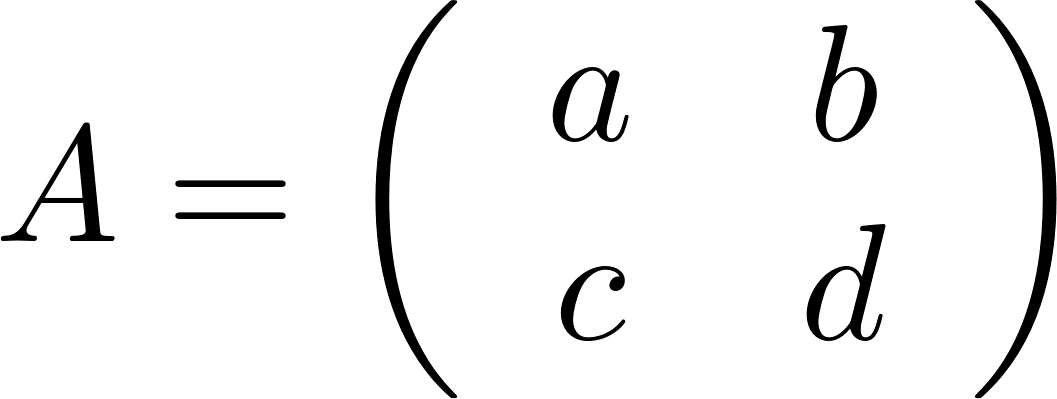 A = ( a b
c d )